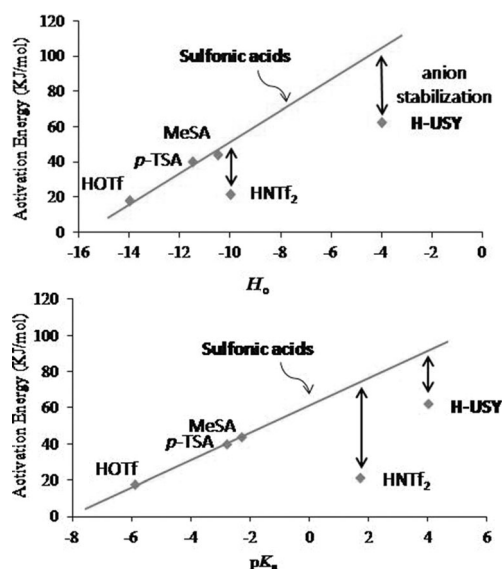 Activation Energy (KJ/mol)
120
100
80
60
40
20
0
Sulfonic acids
anion
stabilization
H-USY
MeSA
p-TSA
HOTf
HNTf₂
-16 -14 -12 -10 -8 -6 -4 -2 0
Hₒ
Activation Energy (KJ/mol)
120
100
80
60
40
20
0
Sulfonic acids
H-USY
MeSA
p-TSA
HOTf
HNTf₂
-8 -6 -4 -2 0 2 4 6
pKₐ